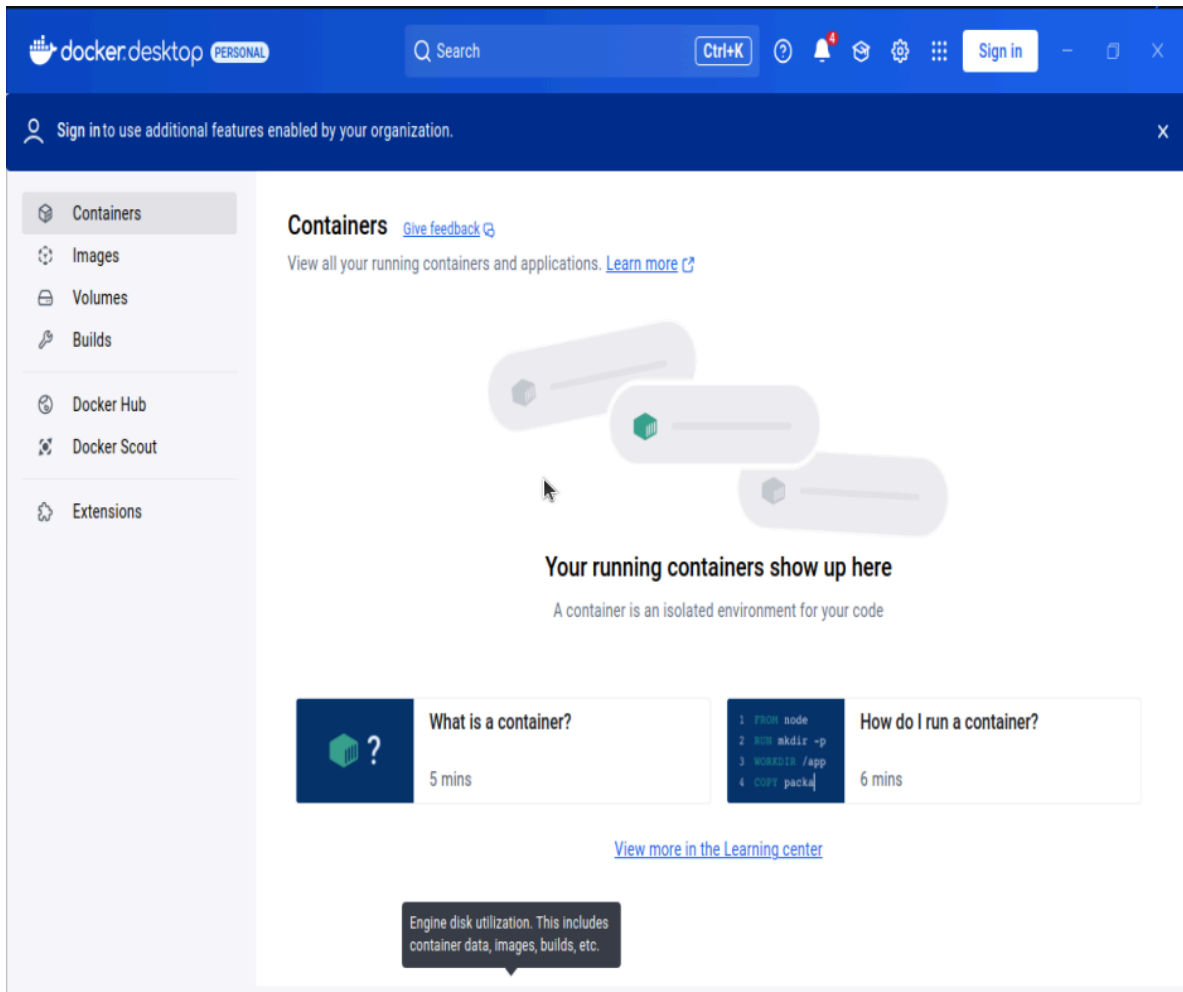 docker.desktop PERSONAL
Search
Ctrl+K
4
Sign in
Sign in to use additional features enabled by your organization.
Containers
Images
Volumes
Builds
Docker Hub
Docker Scout
Extensions
Containers Give feedback
View all your running containers and applications. Learn more
Your running containers show up here
A container is an isolated environment for your code
?
What is a container?
5 mins
1 FROM node
2 RUN mkdir -p
3 WORKDIR /app
4 COPY packa
How do I run a container?
6 mins
View more in the Learning center
Engine disk utilization. This includes
container data, images, builds, etc.